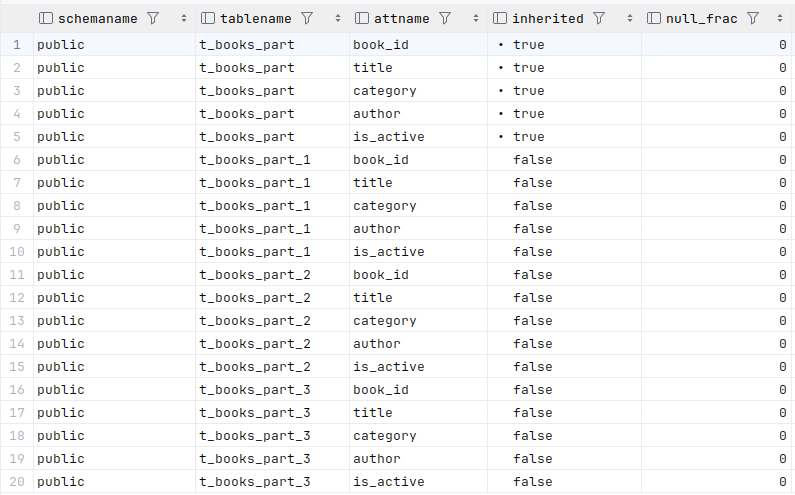 schemaname tablename attname inherited null_frac
1 public t_books_part book_id • true 0
2 public t_books_part title • true 0
3 public t_books_part category • true 0
4 public t_books_part author • true 0
5 public t_books_part is_active • true 0
6 public t_books_part_1 book_id false 0
7 public t_books_part_1 title false 0
8 public t_books_part_1 category false 0
9 public t_books_part_1 author false 0
10 public t_books_part_1 is_active false 0
11 public t_books_part_2 book_id false 0
12 public t_books_part_2 title false 0
13 public t_books_part_2 category false 0
14 public t_books_part_2 author false 0
15 public t_books_part_2 is_active false 0
16 public t_books_part_3 book_id false 0
17 public t_books_part_3 title false 0
18 public t_books_part_3 category false 0
19 public t_books_part_3 author false 0
20 public t_books_part_3 is_active false 0